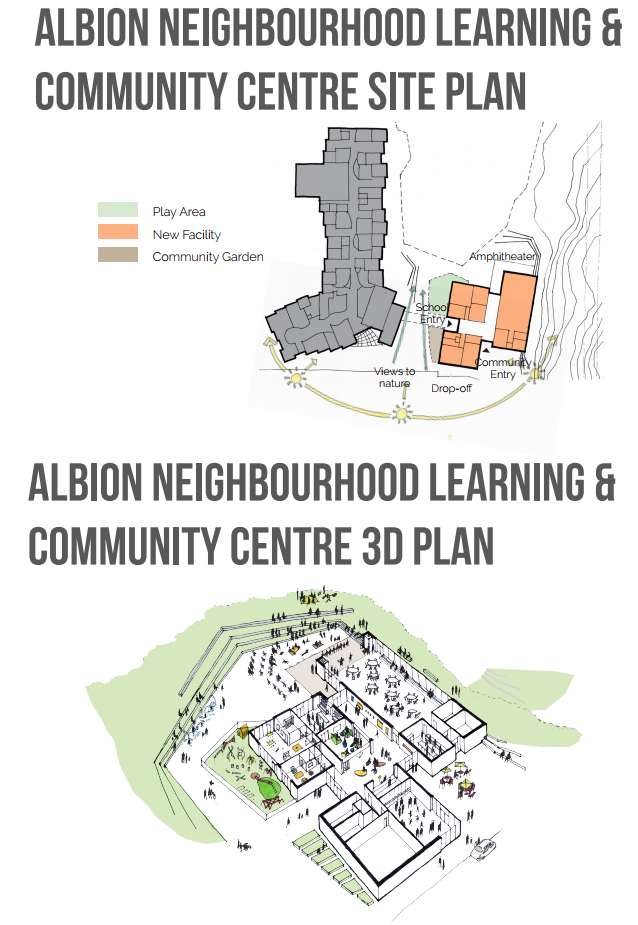 ALBION NEIGHBOURHOOD LEARNING &
COMMUNITY CENTRE SITE PLAN
Play Area
New Facility
Community Garden
Amphitheater
School
Entry
Views to
nature
Community
Entry
Drop-off
ALBION NEIGHBOURHOOD LEARNING &
COMMUNITY CENTRE 3D PLAN